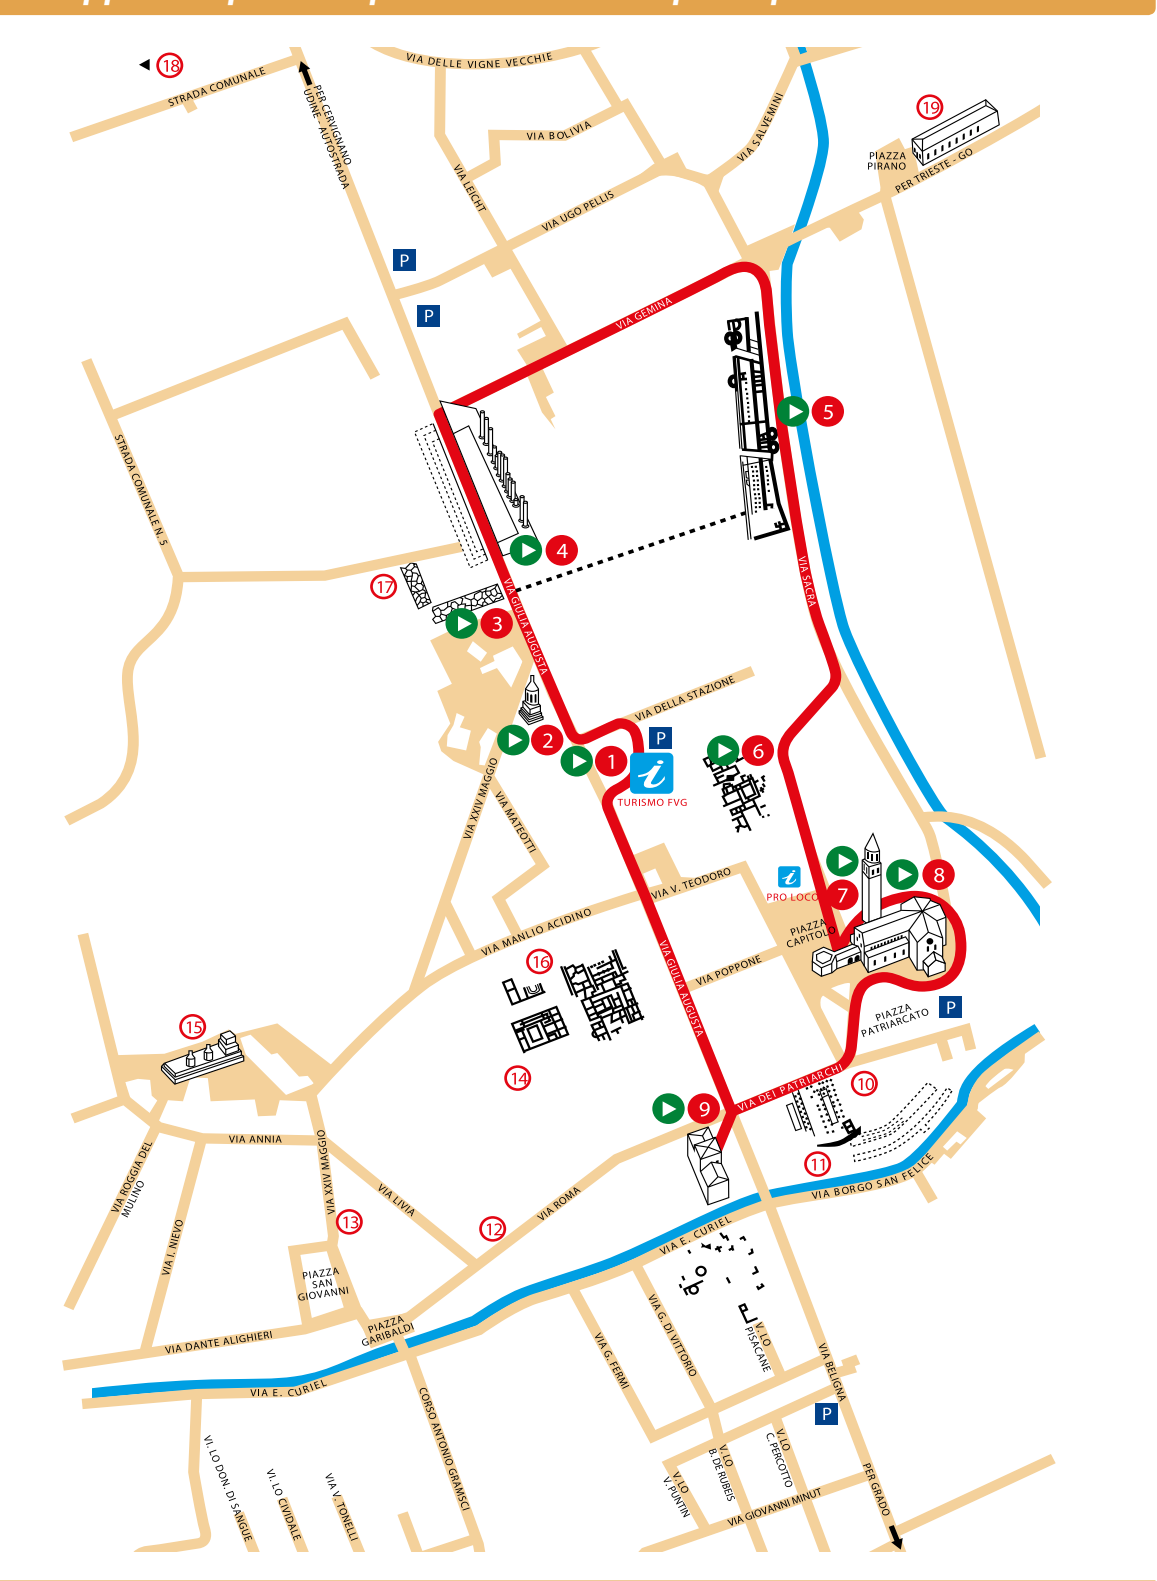 18
STRADA COMUNALE
PER CERVIGNANO
UDINE - AUTOSTRADA
VIA DELLE VIGNE VECCHIE
VIA BOLIVIA
VIA LEICHT
VIA UGO PELLIS
VIA SALVEMINI
19
PIAZZA
PIRANO
PER TRIESTE - GO
P
P
VIA GEMINA
5
STRADA COMUNALE N. 5
4
17
3
VIA GIULIA AUGUSTA
VIA SACRA
VIA DELLA STAZIONE
2
1
P
i
TURISMO FVG
6
VIA XXIV MAGGIO
VIA MATEOTTI
VIA V. TEODORO
i
PRO LOCO
7
8
PIAZZA
CAPITOLO
VIA MANLIO ACIDINO
16
VIA GIULIA AUGUSTA
VIA POPPONE
P
PIAZZA
PATRIARCATO
15
14
VIA DEI PATRIARCHI
10
9
11
VIA ANNIA
VIA ROGGIA DEL
MULINO
VIA XXIV MAGGIO
VIA LIVIA
VIA ROMA
VIA BORGO SAN FELICE
13
12
VIA I. NIEVO
VIA E. CURIEL
PIAZZA
SAN
GIOVANNI
PIAZZA
GARIBALDI
VIA DANTE ALIGHIERI
VIA G. FERMI
VIA G. DI VITTORIO
V. LO
PISACANE
VIA BELIGNA
VIA E. CURIEL
P
CORSO ANTONIO GRAMSCI
VI. LO DON. DI SANGUE
VI. LO CIVIDALE
VIA V. TONELLI
V. LO
V. PUNTIN
V. LO
B. DE RUBEIS
V. LO
C. PERCOTTO
VIA GIOVANNI MINUT
PER GRADO